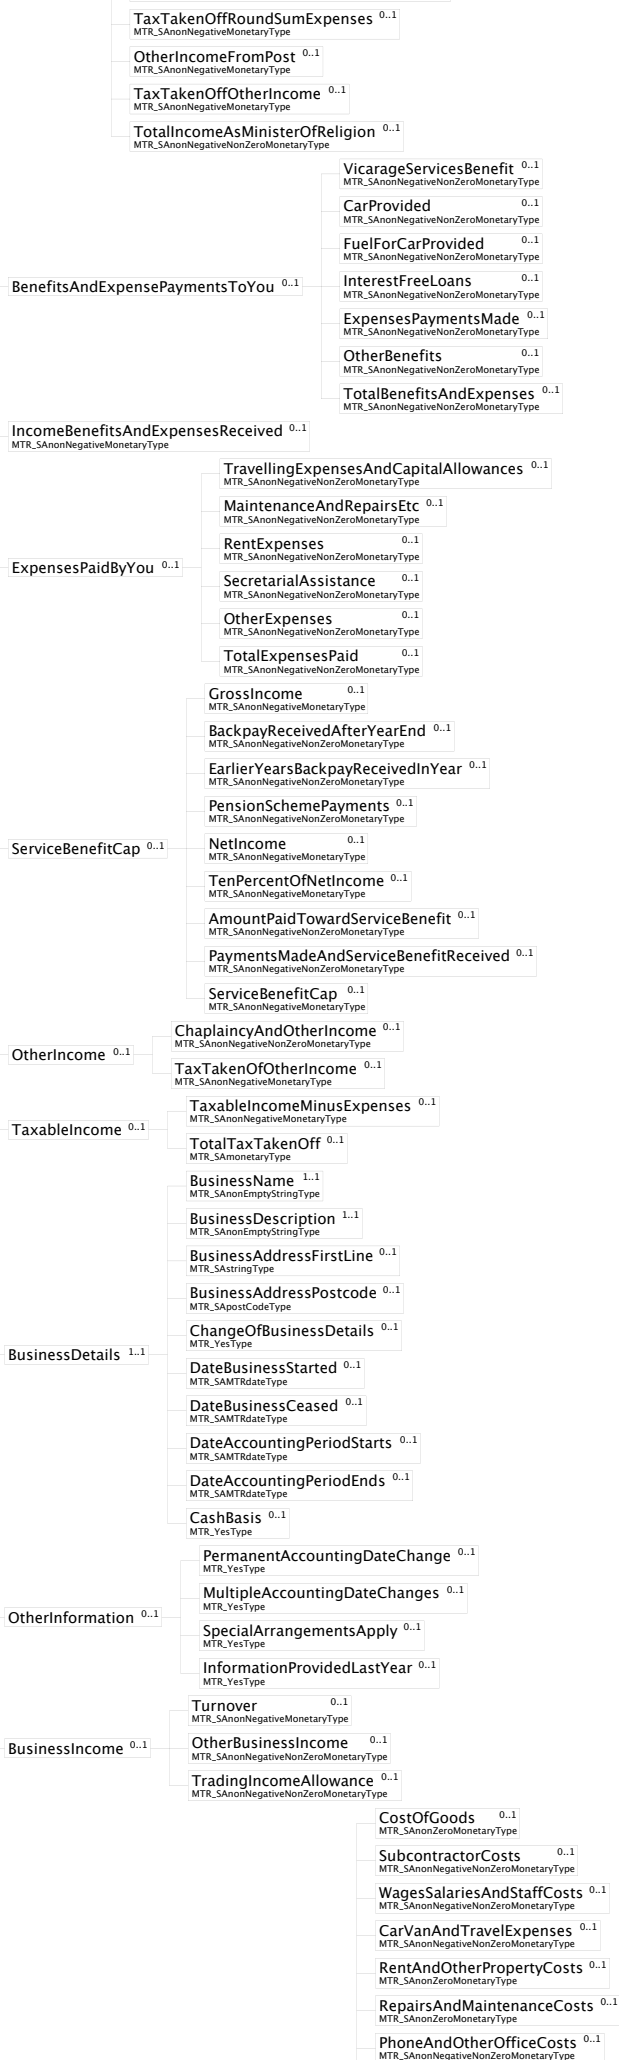 TaxTakenOffRoundSumExpenses 0..1
MTR_SAnonNegativeMonetaryType
OtherIncomeFromPost 0..1
MTR_SAnonNegativeMonetaryType
TaxTakenOffOtherIncome 0..1
MTR_SAnonNegativeMonetaryType
TotalIncomeAsMinisterOfReligion 0..1
MTR_SAnonNegativeNonZeroMonetaryType
BenefitsAndExpensePaymentsToYou 0..1
VicarageServicesBenefit 0..1
MTR_SAnonNegativeNonZeroMonetaryType
CarProvided 0..1
MTR_SAnonNegativeNonZeroMonetaryType
FuelForCarProvided 0..1
MTR_SAnonNegativeNonZeroMonetaryType
InterestFreeLoans 0..1
MTR_SAnonNegativeNonZeroMonetaryType
ExpensesPaymentsMade 0..1
MTR_SAnonNegativeNonZeroMonetaryType
OtherBenefits 0..1
MTR_SAnonNegativeNonZeroMonetaryType
TotalBenefitsAndExpenses 0..1
MTR_SAnonNegativeNonZeroMonetaryType
IncomeBenefitsAndExpensesReceived 0..1
MTR_SAnonNegativeMonetaryType
ExpensesPaidByYou 0..1
TravellingExpensesAndCapitalAllowances 0..1
MTR_SAnonNegativeNonZeroMonetaryType
MaintenanceAndRepairsEtc 0..1
MTR_SAnonNegativeNonZeroMonetaryType
RentExpenses 0..1
MTR_SAnonNegativeNonZeroMonetaryType
SecretarialAssistance 0..1
MTR_SAnonNegativeNonZeroMonetaryType
OtherExpenses 0..1
MTR_SAnonNegativeNonZeroMonetaryType
TotalExpensesPaid 0..1
MTR_SAnonNegativeNonZeroMonetaryType
ServiceBenefitCap 0..1
GrossIncome 0..1
MTR_SAnonNegativeMonetaryType
BackpayReceivedAfterYearEnd 0..1
MTR_SAnonNegativeNonZeroMonetaryType
EarlierYearsBackpayReceivedInYear 0..1
MTR_SAnonNegativeNonZeroMonetaryType
PensionSchemePayments 0..1
MTR_SAnonNegativeNonZeroMonetaryType
NetIncome 0..1
MTR_SAnonNegativeMonetaryType
TenPercentOfNetIncome 0..1
MTR_SAnonNegativeMonetaryType
AmountPaidTowardServiceBenefit 0..1
MTR_SAnonNegativeNonZeroMonetaryType
PaymentsMadeAndServiceBenefitReceived 0..1
MTR_SAnonNegativeNonZeroMonetaryType
ServiceBenefitCap 0..1
MTR_SAnonNegativeMonetaryType
OtherIncome 0..1
ChaplaincyAndOtherIncome 0..1
MTR_SAnonNegativeNonZeroMonetaryType
TaxTakenOfOtherIncome 0..1
MTR_SAnonNegativeMonetaryType
TaxableIncome 0..1
TaxableIncomeMinusExpenses 0..1
MTR_SAnonNegativeMonetaryType
TotalTaxTakenOff 0..1
MTR_SAmonetaryType
BusinessDetails 1..1
BusinessName 1..1
MTR_SAnonEmptyStringType
BusinessDescription 1..1
MTR_SAnonEmptyStringType
BusinessAddressFirstLine 0..1
MTR_SAstringType
BusinessAddressPostcode 0..1
MTR_SApostCodeType
ChangeOfBusinessDetails 0..1
MTR_YesType
DateBusinessStarted 0..1
MTR_SAMTRdateType
DateBusinessCeased 0..1
MTR_SAMTRdateType
DateAccountingPeriodStarts 0..1
MTR_SAMTRdateType
DateAccountingPeriodEnds 0..1
MTR_SAMTRdateType
CashBasis 0..1
MTR_YesType
OtherInformation 0..1
PermanentAccountingDateChange 0..1
MTR_YesType
MultipleAccountingDateChanges 0..1
MTR_YesType
SpecialArrangementsApply 0..1
MTR_YesType
InformationProvidedLastYear 0..1
MTR_YesType
BusinessIncome 0..1
Turnover 0..1
MTR_SAnonNegativeMonetaryType
OtherBusinessIncome 0..1
MTR_SAnonNegativeNonZeroMonetaryType
TradingIncomeAllowance 0..1
MTR_SAnonNegativeNonZeroMonetaryType
CostOfGoods 0..1
MTR_SAnonZeroMonetaryType
SubcontractorCosts 0..1
MTR_SAnonNegativeNonZeroMonetaryType
WagesSalariesAndStaffCosts 0..1
MTR_SAnonNegativeNonZeroMonetaryType
CarVanAndTravelExpenses 0..1
MTR_SAnonNegativeNonZeroMonetaryType
RentAndOtherPropertyCosts 0..1
MTR_SAnonZeroMonetaryType
RepairsAndMaintenanceCosts 0..1
MTR_SAnonZeroMonetaryType
PhoneAndOtherOfficeCosts 0..1
MTR_SAnonNegativeNonZeroMonetaryType